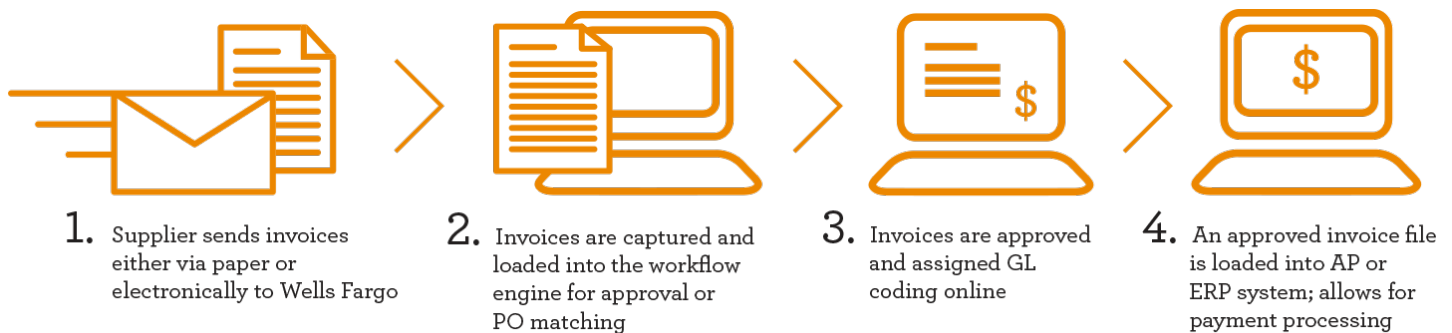 $
$
1. Supplier sends invoices
either via paper or
electronically to Wells Fargo
2. Invoices are captured and
loaded into the workflow
engine for approval or
PO matching
3. Invoices are approved
and assigned GL
coding online
4. An approved invoice file
is loaded into AP or
ERP system; allows for
payment processing